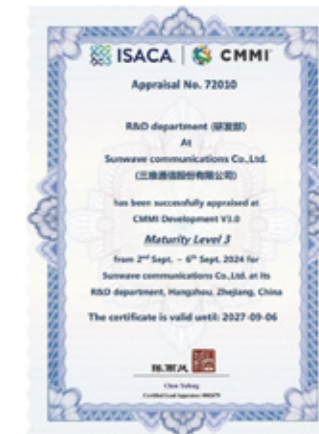 ISACA. CMMI
Appraisal No. 72010
R&D department (研发部)
At
Sunwave communications Co.,Ltd.
(三维通信股份有限公司)
has been successfully appraised at
CMMI Development V3.0
Maturity Level 3
from 2nd Sept. – 6th Sept. 2024 for
Sunwave communications Co.,Ltd. at its
R&D department, Hangzhou, Zhejiang, China
The certificate is valid until: 2027-09-06
Certified Lead Appraiser